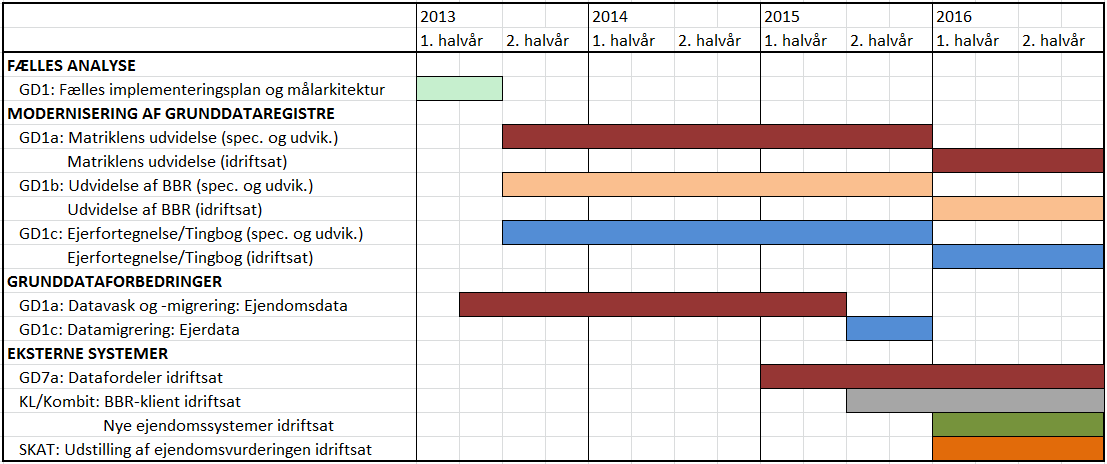 2013 2014 2015 2016
1. halvår 2. halvår 1. halvår 2. halvår 1. halvår 2. halvår 1. halvår 2. halvår
FÆLLES ANALYSE
GD1: Fælles implementeringsplan og målarkitektur
MODERNISERING AF GRUNDDATAREGISTRE
GD1a: Matriklens udvidelse (spec. og udvik.)
Matriklens udvidelse (idriftsat)
GD1b: Udvidelse af BBR (spec. og udvik.)
Udvidelse af BBR (idriftsat)
GD1c: Ejerfortegnelse/Tingbog (spec. og udvik.)
Ejerfortegnelse/Tingbog (idriftsat)
GRUNDDATAFORBEDRINGER
GD1a: Datavask og -migrering: Ejendomsdata
GD1c: Datamigrering: Ejerdata
EKSTERNE SYSTEMER
GD7a: Datafordeler idriftsat
KL/Kombit: BBR-klient idriftsat
Nye ejendomssystemer idriftsat
SKAT: Udstilling af ejendomsvurderingen idriftsat